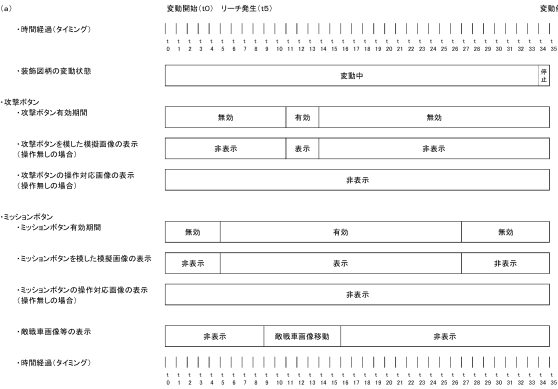 (a)
変動開始(t0) リーチ発生(t5)
・時間経過(タイミング)
t t t t t t t t t t t t t t t t t t t t t t t t t t t t t t t t t t t t
0 1 2 3 4 5 6 7 8 9 10 11 12 13 14 15 16 17 18 19 20 21 22 23 24 25 26 27 28 29 30 31 32 33 34 35
・装飾図柄の変動状態
変動中 停止
・攻撃ボタン
・攻撃ボタン有効期間
無効 有効 無効
・攻撃ボタンを模した模擬画像の表示
(操作無しの場合)
非表示 表示 非表示
・攻撃ボタンの操作対応画像の表示
(操作無しの場合)
非表示
・ミッションボタン
・ミッションボタン有効期間
無効 有効 無効
・ミッションボタンを模した模擬画像の表示
非表示 表示 非表示
・ミッションボタンの操作対応画像の表示
(操作無しの場合)
非表示
・敵戦車画像等の表示
非表示 敵戦車画像移動 非表示
・時間経過(タイミング)
t t t t t t t t t t t t t t t t t t t t t t t t t t t t t t t t t t t t
0 1 2 3 4 5 6 7 8 9 10 11 12 13 14 15 16 17 18 19 20 21 22 23 24 25 26 27 28 29 30 31 32 33 34 35